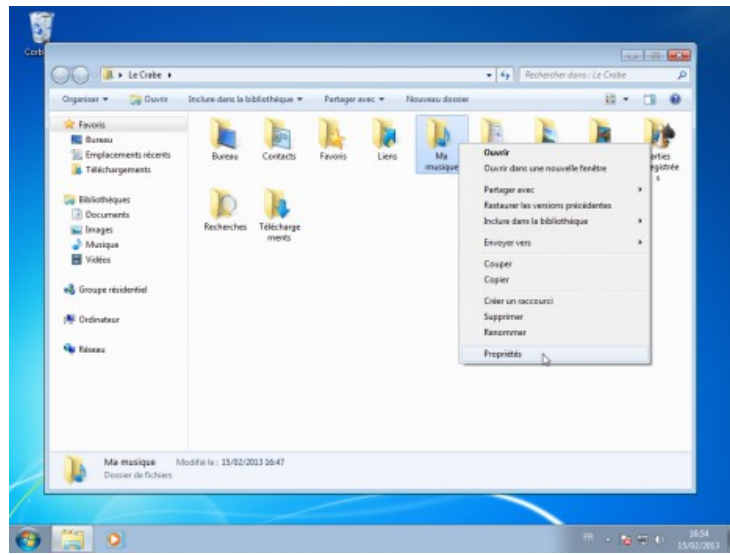 Corb
Le Crabe
Rechercher dans : Le Crabe
Organiser
Ouvrir
Inclure dans la bibliothèque
Partager avec
Nouveau dossier
Favoris
Bureau
Emplacements récents
Téléchargements
Bibliothèques
Documents
Images
Musique
Vidéos
Groupe résidentiel
Ordinateur
Réseau
Bureau
Contacts
Favoris
Liens
Ma
musique
arties
egistrée
s
Recherches
Télécharge
ments
Ouvrir
Ouvrir dans une nouvelle fenêtre
Partager avec
Restaurer les versions précédentes
Inclure dans la bibliothèque
Envoyer vers
Couper
Copier
Créer un raccourci
Supprimer
Renommer
Propriétés
Ma musique Modifié le : 15/02/2013 16:47
Dossier de fichiers
FR
16:54
15/02/2013